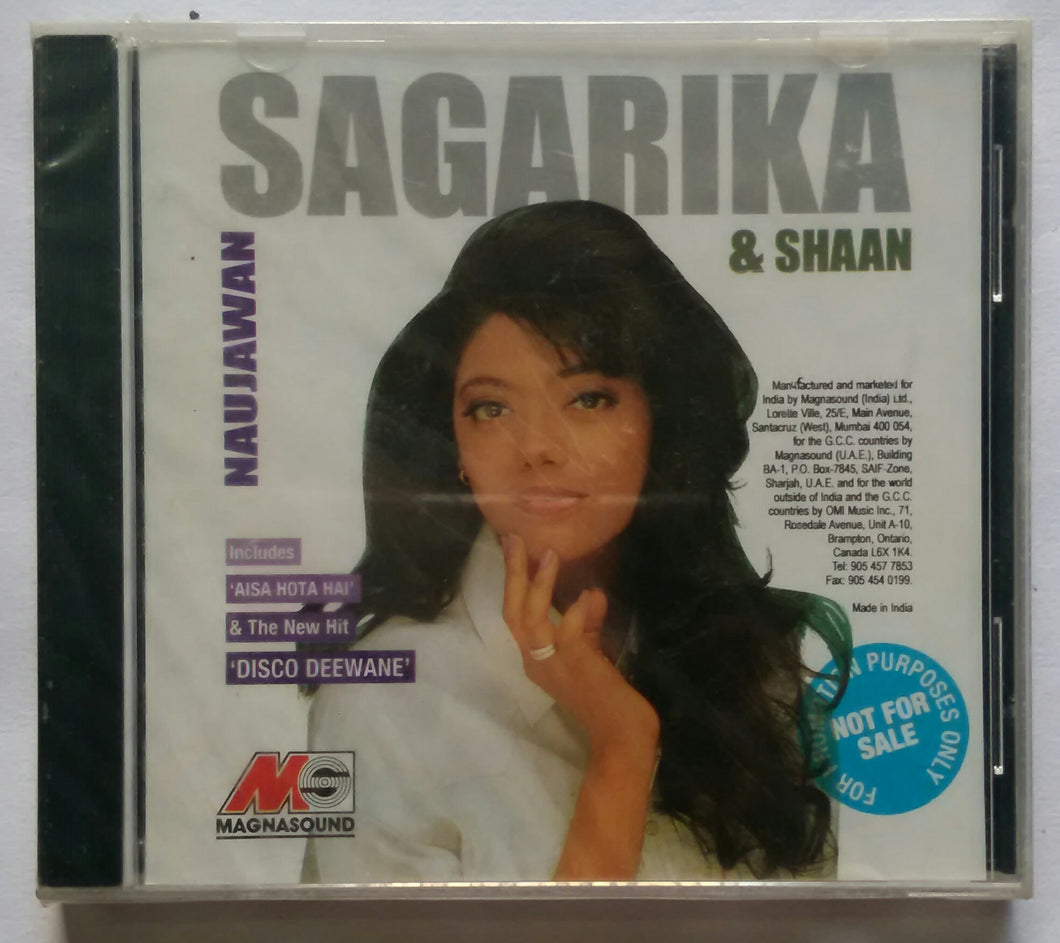 SAGARIKA
& SHAAN
NAUJAWAN
Manufactured and marketed for
India by Magnasound (India) Ltd.,
Lorelle Ville, 25/E, Main Avenue,
Santacruz (West), Mumbai 400 054,
for the G.C.C. countries by
Magnasound (U.A.E.), Building
BA-1, P.O. Box-7845, SAIF-Zone,
Sharjah, U.A.E. and for the world
outside of India and the G.C.C.
countries by OMI Music Inc., 71,
Rosedale Avenue, Unit A-10,
Brampton, Ontario,
Canada L6X 1K4.
Tel: 905 457 7853
Fax: 905 454 0199.
Made in India
Includes
'AISA HOTA HAI'
& The New Hit
'DISCO DEEWANE'
FOR PURPOSES ONLY
NOT FOR
SALE
MAGNASOUND